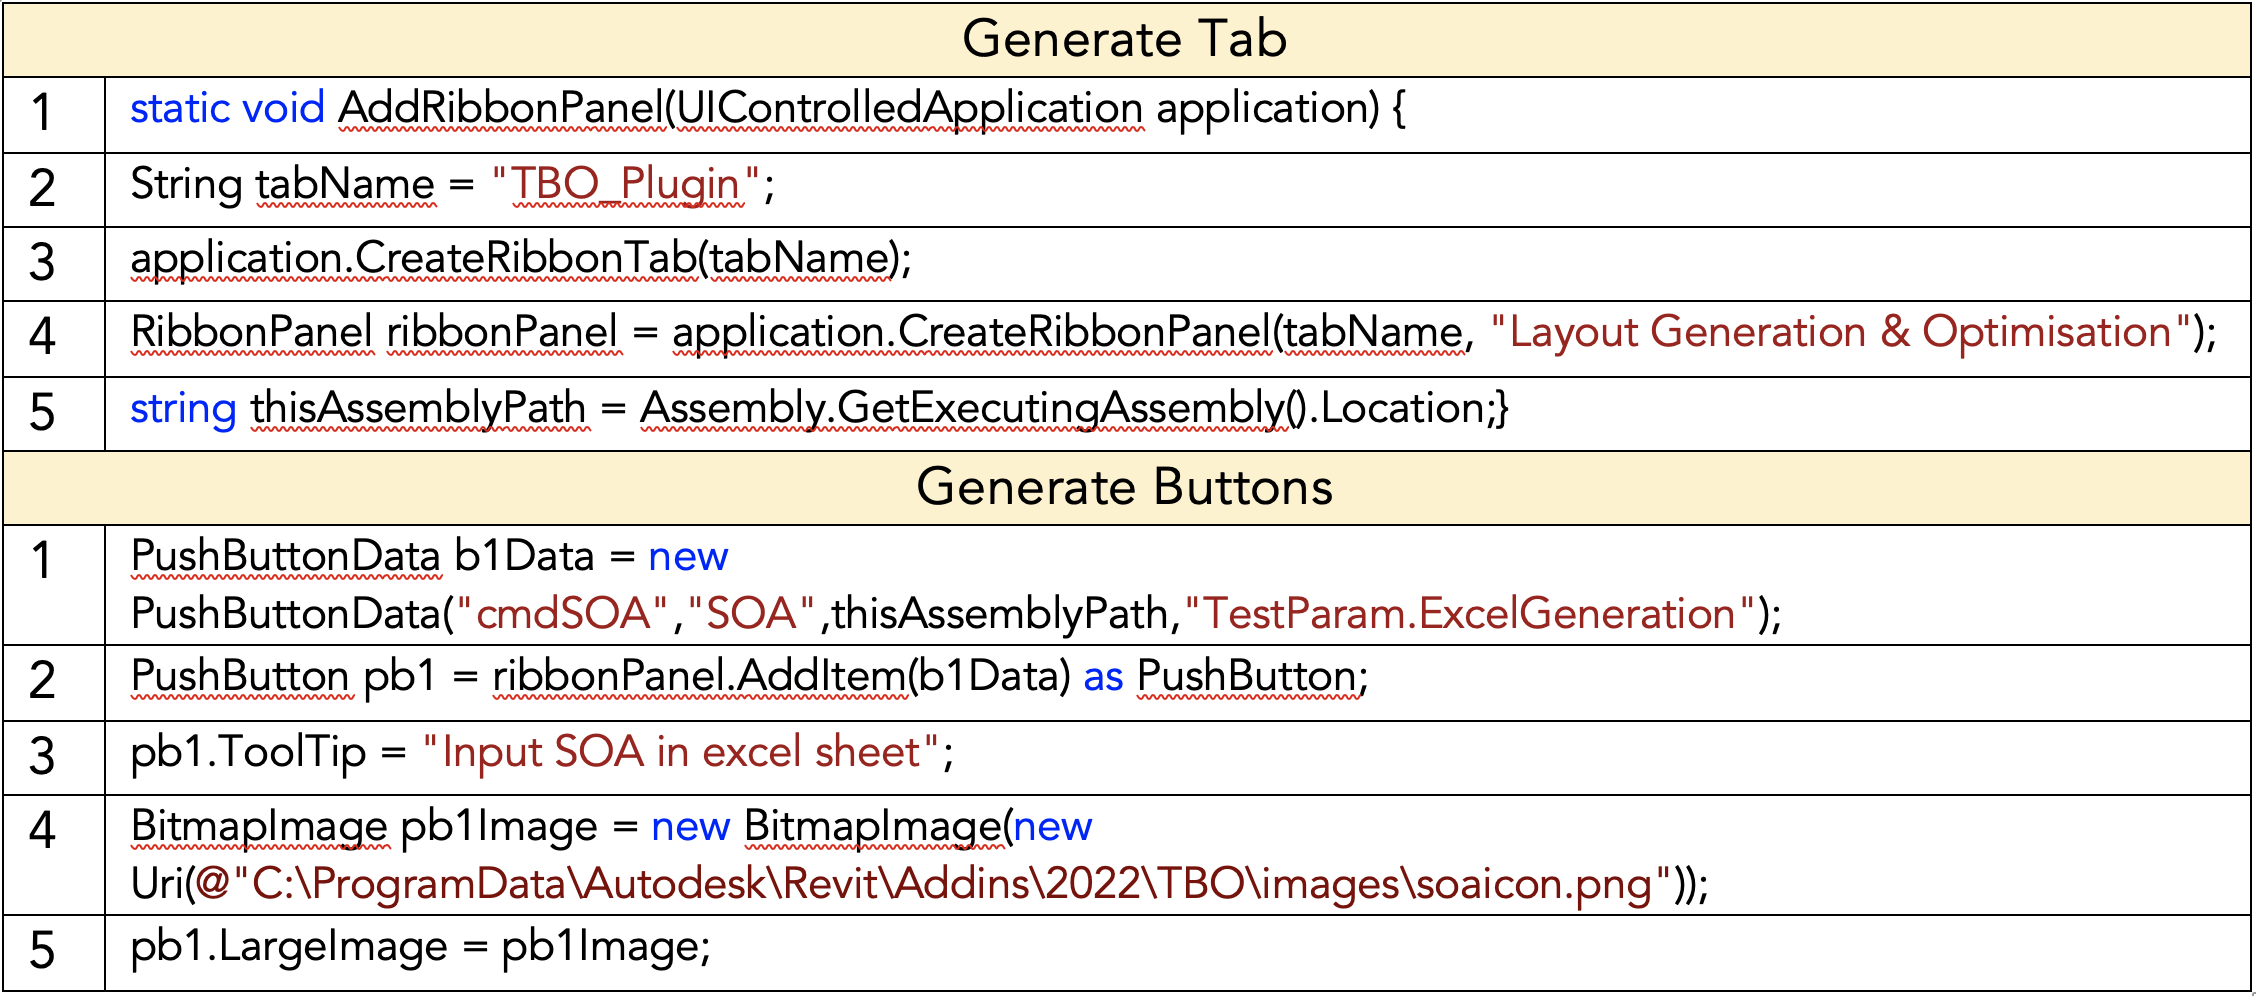 Generate Tab
1 static void AddRibbonPanel(UIControlledApplication application) {
2 String tabName = "TBO_Plugin";
3 application.CreateRibbonTab(tabName);
4 RibbonPanel ribbonPanel = application.CreateRibbonPanel(tabName, "Layout Generation & Optimisation");
5 string thisAssemblyPath = Assembly.GetExecutingAssembly().Location;}
Generate Buttons
1 PushButtonData b1Data = new
PushButtonData("cmdSOA","SOA",thisAssemblyPath,"TestParam.ExcelGeneration");
2 PushButton pb1 = ribbonPanel.AddItem(b1Data) as PushButton;
3 pb1.ToolTip = "Input SOA in excel sheet";
4 BitmapImage pb1Image = new BitmapImage(new
Uri(@"C:\ProgramData\Autodesk\Revit\Addins\2022\TBO\images\soaicon.png"));
5 pb1.LargeImage = pb1Image;